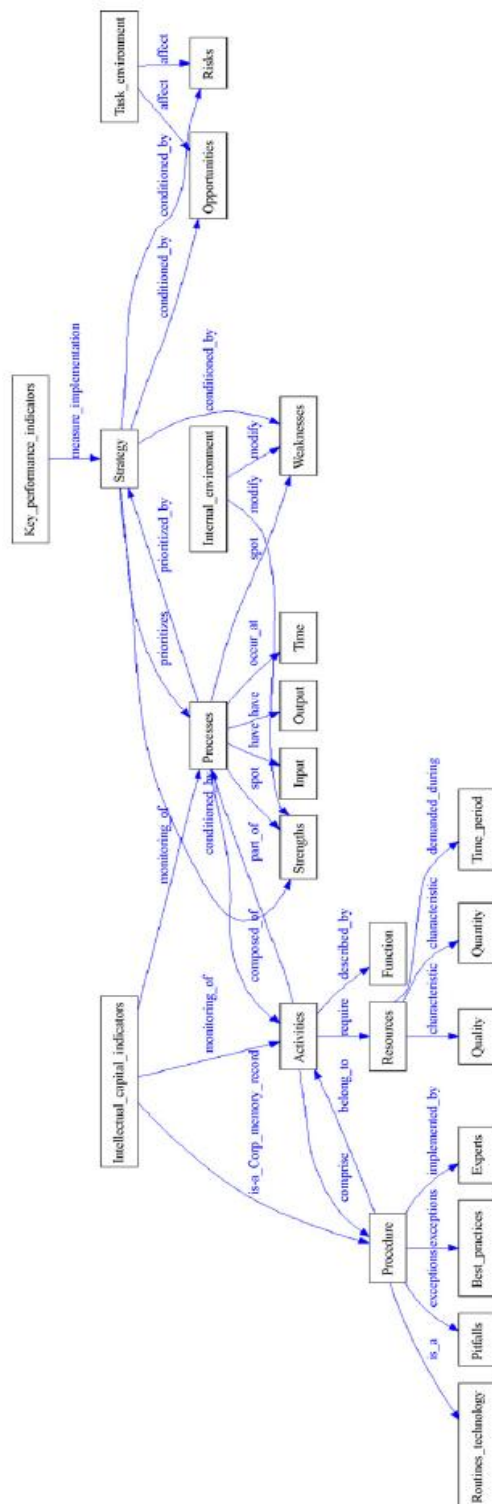 Key_performance_indicators
Task_environment
measure_implementation
affect
affect
Intellectual_capital_indicators
Strategy
conditioned_by
conditioned_by
Opportunities
Risks
monitoring_of
prioritizes
prioritized_by
Internal_environment
conditioned_by
monitoring_of
conditioned_by
Processes
modify
modify
is-a_Corp_memory_record
composed_of
part_of
spot
have
have
occur_at
spot
Activities
Strengths
Input
Output
Time
Weaknesses
comprise
belong_to
require
described_by
Procedure
Resources
Function
is_a
exceptions
exceptions
implemented_by
characteristic
characteristic
demanded_during
Routines_technology
Pitfalls
Best_practices
Experts
Quality
Quantity
Time_period